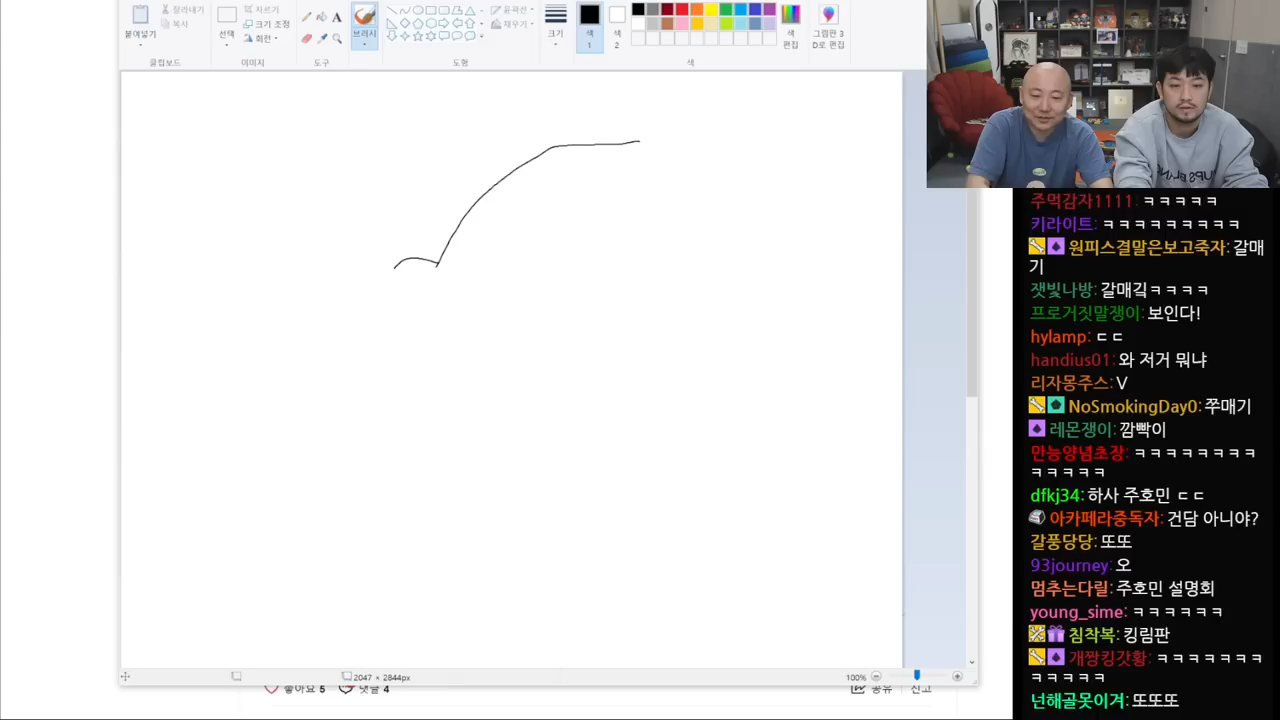 붙여넣기
잘라내기
복사
클립보드
선택
자르기
크기 조정
회전
이미지
A
도구
브러시
윤곽선
채우기
도형
크기
색
1
색
2
색
편집
그림판 3
D로 편집
색
2047 × 2844px
100%
좋아요 5
댓글 4
공유
신고
주먹감자1111: ㅋㅋㅋㅋㅋ
키라이트: ㅋㅋㅋㅋㅋㅋㅋㅋㅋ
원피스결말은보고죽자: 갈매
기
잿빛나방: 갈매깈ㅋㅋㅋㅋ
프로거짓말쟁이: 보인다!
hylamp: ㄷㄷ
handius01: 와 저거 뭐냐
리자몽주스: V
NoSmokingDay0: 쭈매기
레몬쟁이: 깜빡이
만능양념초장: ㅋㅋㅋㅋㅋㅋㅋㅋ
ㅋㅋㅋㅋㅋ
dfkj34: 하사 주호민 ㄷㄷ
아카페라중독자: 건담 아니야?
갈풍당당: 또또
93journey: 오
멈추는다릴: 주호민 설명회
young_sime: ㅋㅋㅋㅋㅋㅋ
침착복: 킹림판
개짱킹갓황: ㅋㅋㅋㅋㅋㅋㅋ
ㅋㅋㅋㅋㅋ
넌해골못이겨: 또또또